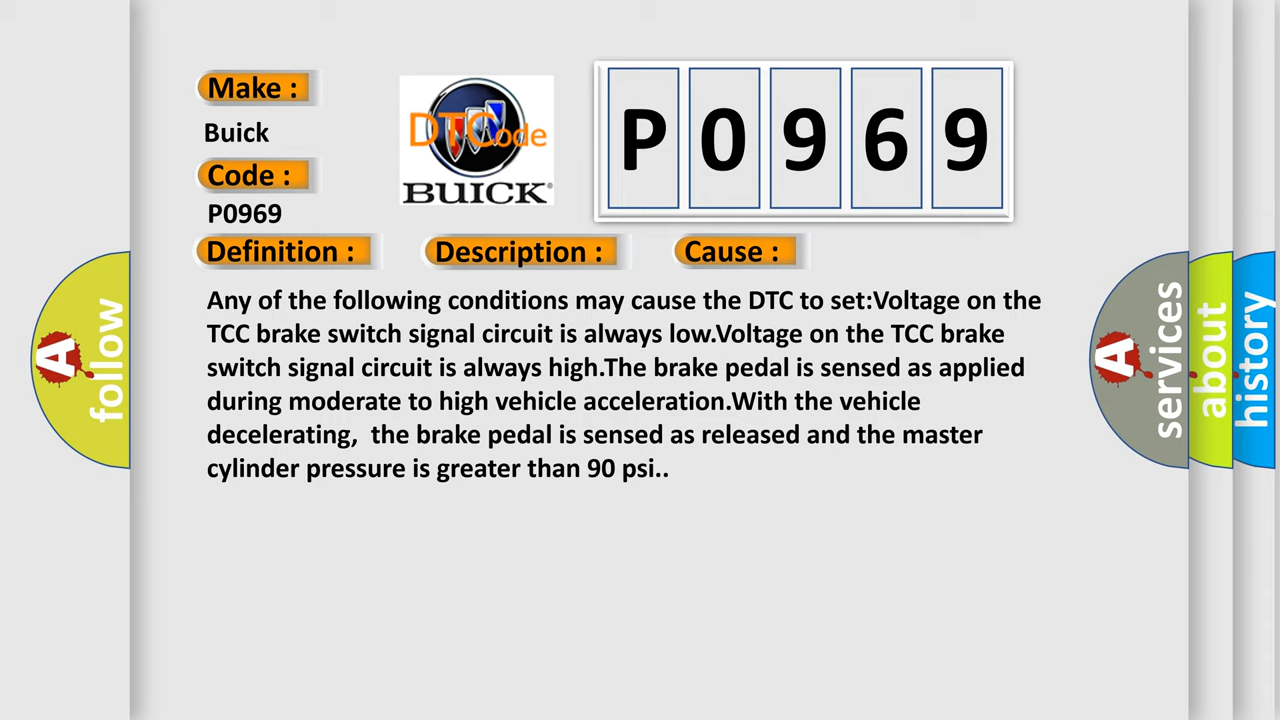 Make :
Buick
Code :
P0969
DTCode
BUICK®
P0969
Definition :
Description :
Cause :
Any of the following conditions may cause the DTC to set:Voltage on the
TCC brake switch signal circuit is always low.Voltage on the TCC brake
switch signal circuit is always high.The brake pedal is sensed as applied
during moderate to high vehicle acceleration.With the vehicle
decelerating,  the brake pedal is sensed as released and the master
cylinder pressure is greater than 90 psi..
A
follow
A
services
about
history